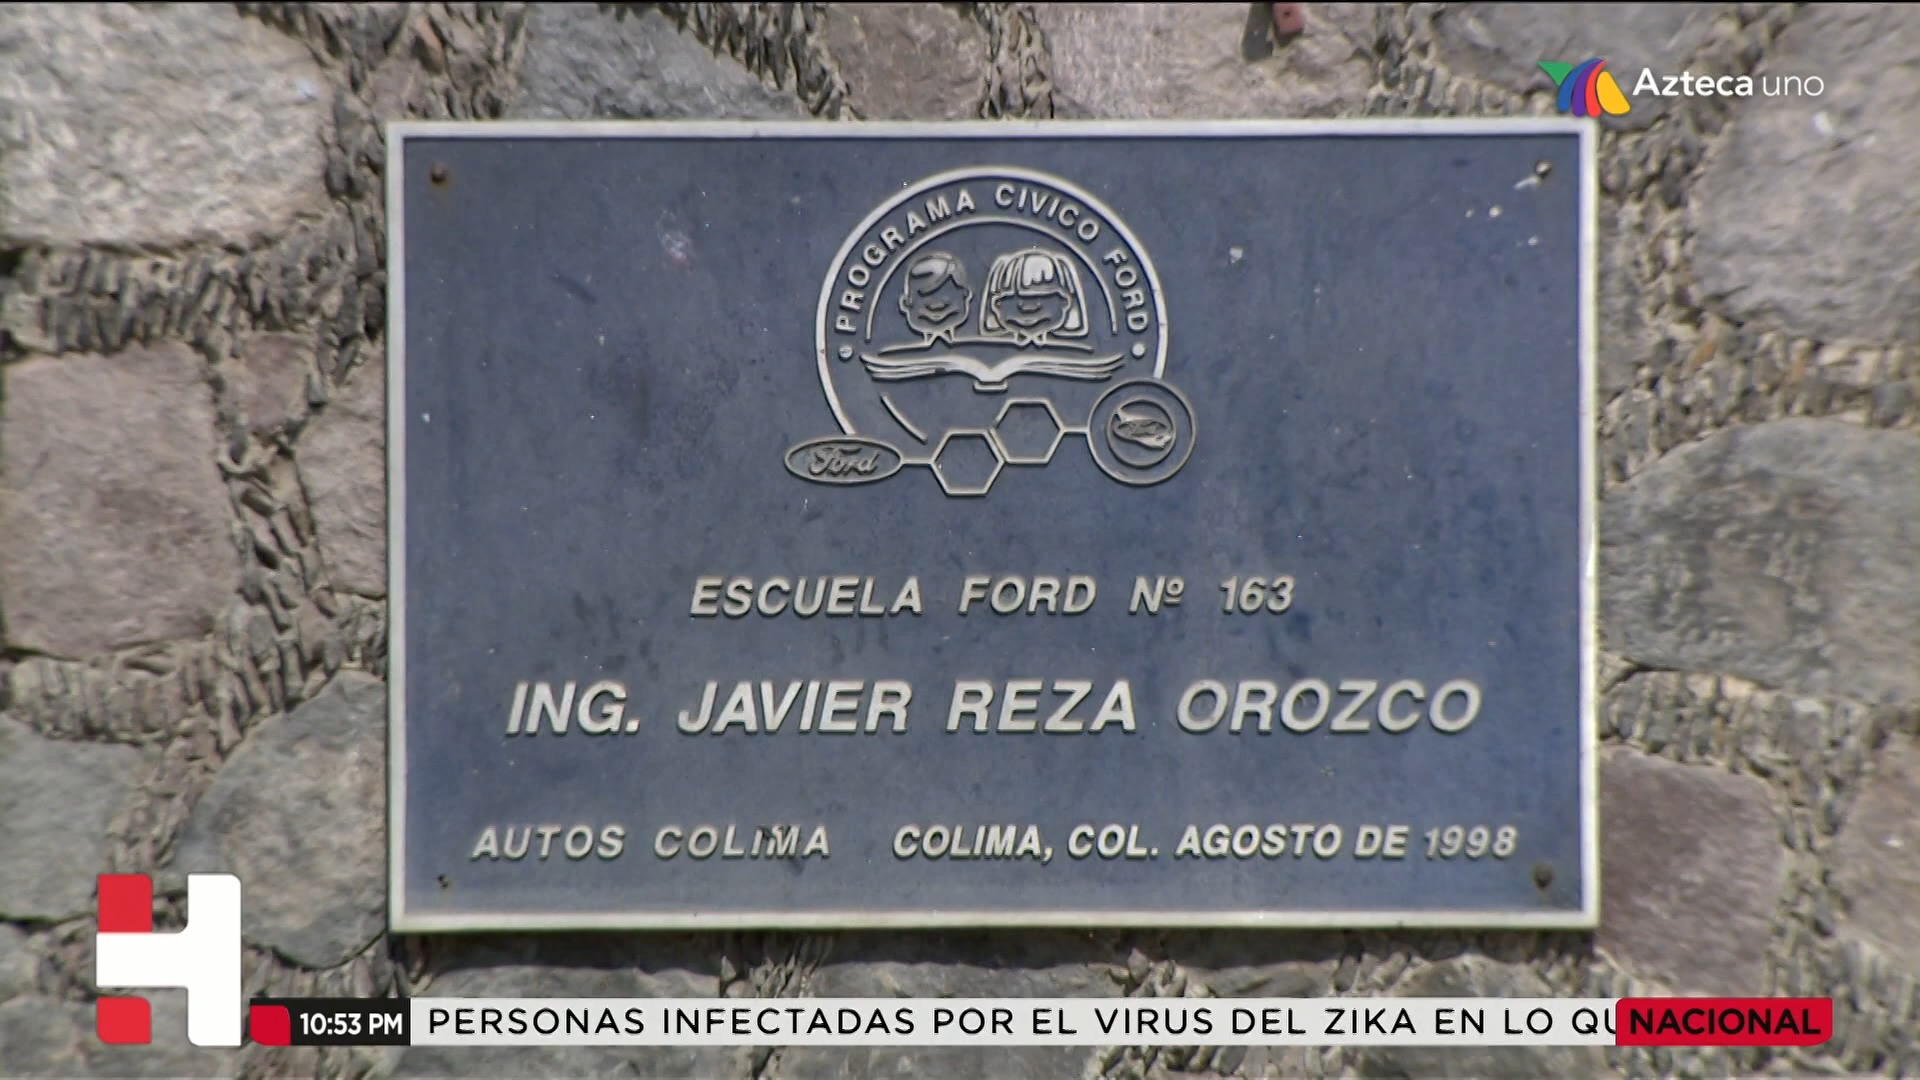 Azteca uno
PROGRAMA CIVICO FORD
Ford
ESCUELA FORD Nº 163
ING. JAVIER REZA OROZCO
AUTOS COLIMA COLIMA, COL. AGOSTO DE 1998
10:53 PM PERSONAS INFECTADAS POR EL VIRUS DEL ZIKA EN LO QU NACIONAL